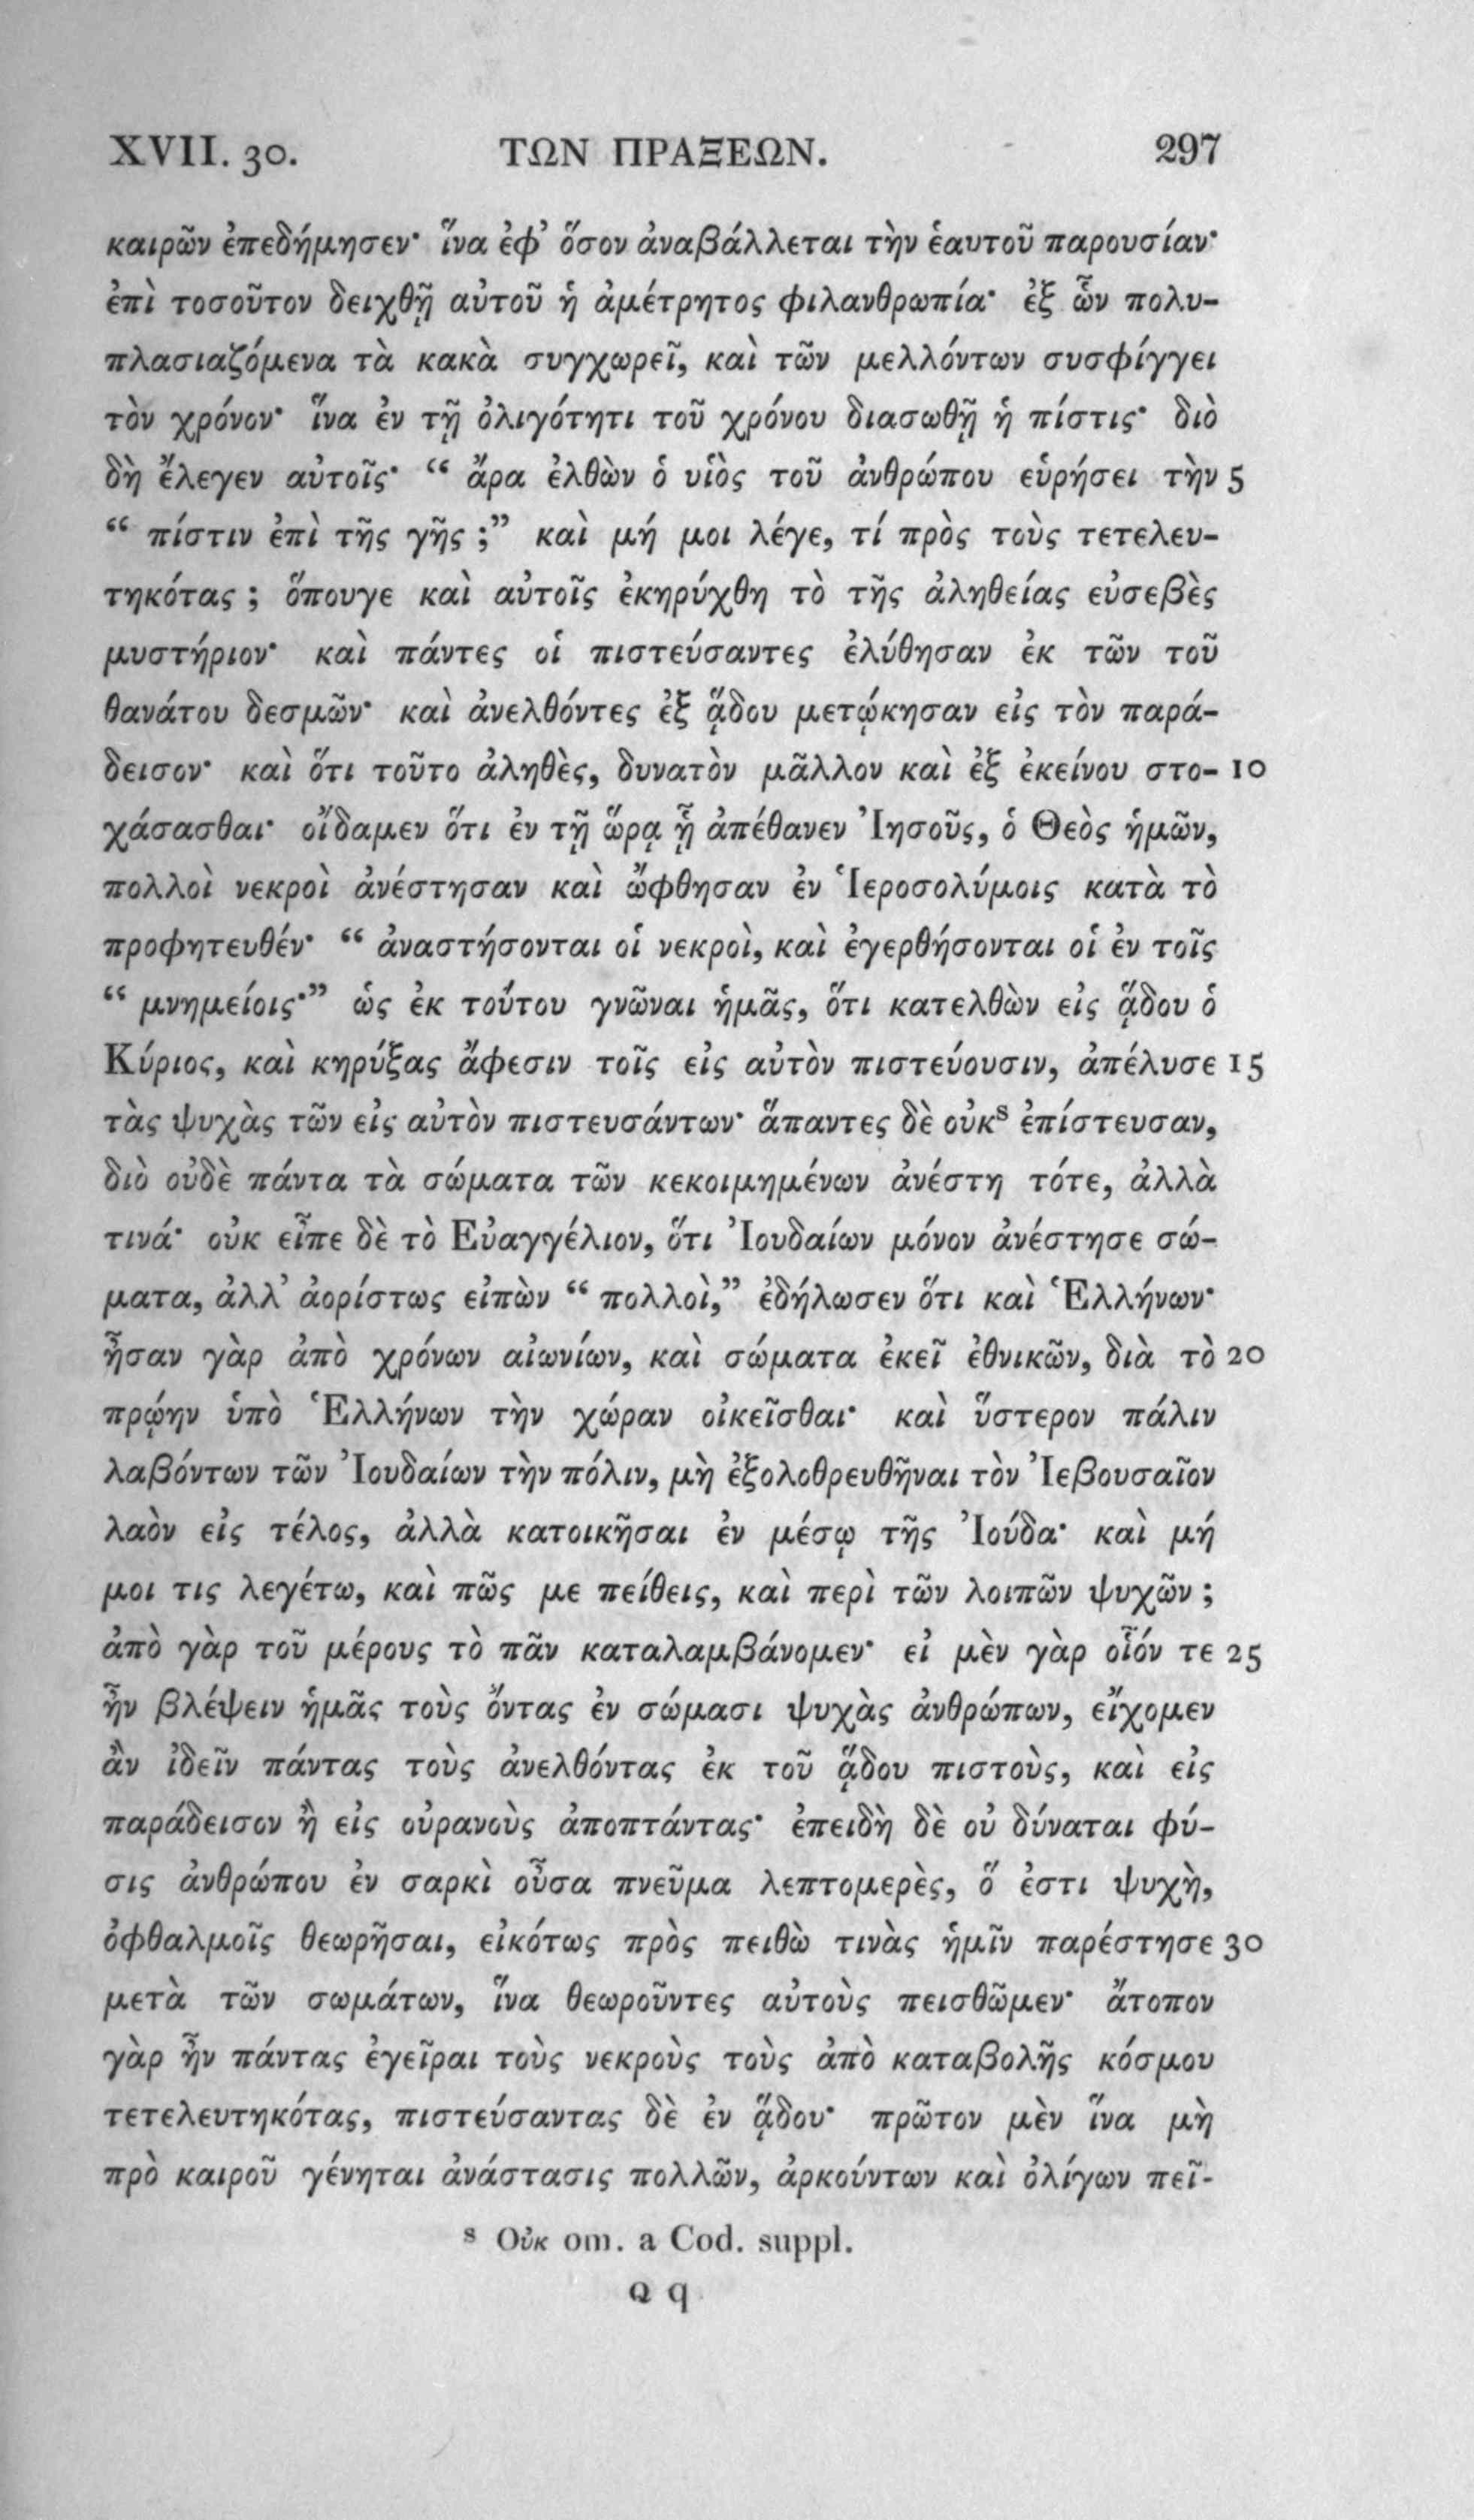 XVII. 30. ΤΩΝ ΠΡΑΞΕΩΝ. 297
καιρῶν ἐπεδήμησεν· ἵνα ἐφ’ ὅσον ἀναβάλλεται τὴν ἑαυτοῦ παρουσίαν·
ἐπὶ τοσοῦτον δειχθῇ αὐτοῦ ἡ ἀμέτρητος φιλανθρωπία· ἐξ ὧν πολυ-
πλασιαζόμενα τὰ κακὰ συγχωρεῖ, καὶ τῶν μελλόντων συσφίγγει
τὸν χρόνον· ἵνα ἐν τῇ ὀλιγότητι τοῦ χρόνου διασωθῇ ἡ πίστις· διὸ
δὴ ἔλεγεν αὐτοῖς· “ ἄρα ἐλθὼν ὁ υἱὸς τοῦ ἀνθρώπου εὑρήσει τὴν 5
“ πίστιν ἐπὶ τῆς γῆς ;” καὶ μή μοι λέγε, τί πρὸς τοὺς τετελευ-
τηκότας ; ὅπουγε καὶ αὐτοῖς ἐκηρύχθη τὸ τῆς ἀληθείας εὐσεβὲς
μυστήριον· καὶ πάντες οἱ πιστεύσαντες ἐλύθησαν ἐκ τῶν τοῦ
θανάτου δεσμῶν· καὶ ἀνελθόντες ἐξ ᾅδου μετῴκησαν εἰς τὸν παρά-
δεισον· καὶ ὅτι τοῦτο ἀληθὲς, δυνατὸν μᾶλλον καὶ ἐξ ἐκείνου στο- 10
χάσασθαι· οἴδαμεν ὅτι ἐν τῇ ὥρᾳ ᾗ ἀπέθανεν Ἰησοῦς, ὁ Θεὸς ἡμῶν,
πολλοὶ νεκροὶ ἀνέστησαν καὶ ὤφθησαν ἐν Ἱεροσολύμοις κατὰ τὸ
προφητευθέν· “ ἀναστήσονται οἱ νεκροὶ, καὶ ἐγερθήσονται οἱ ἐν τοῖς
“ μνημείοις·” ὡς ἐκ τούτου γνῶναι ἡμᾶς, ὅτι κατελθὼν εἰς ᾅδου ὁ
Κύριος, καὶ κηρύξας ἄφεσιν τοῖς εἰς αὐτὸν πιστεύουσιν, ἀπέλυσε 15
τὰς ψυχὰς τῶν εἰς αὐτὸν πιστευσάντων· ἅπαντες δὲ οὐκˢ ἐπίστευσαν,
διὸ οὐδὲ πάντα τὰ σώματα τῶν κεκοιμημένων ἀνέστη τότε, ἀλλὰ
τινά· οὐκ εἶπε δὲ τὸ Εὐαγγέλιον, ὅτι Ἰουδαίων μόνον ἀνέστησε σώ-
ματα, ἀλλ’ ἀορίστως εἰπὼν “ πολλοὶ,” ἐδήλωσεν ὅτι καὶ Ἑλλήνων·
ἦσαν γὰρ ἀπὸ χρόνων αἰωνίων, καὶ σώματα ἐκεῖ ἐθνικῶν, διὰ τὸ 20
πρῴην ὑπὸ Ἑλλήνων τὴν χώραν οἰκεῖσθαι· καὶ ὕστερον πάλιν
λαβόντων τῶν Ἰουδαίων τὴν πόλιν, μὴ ἐξολοθρευθῆναι τὸν Ἰεβουσαῖον
λαὸν εἰς τέλος, ἀλλὰ κατοικῆσαι ἐν μέσῳ τῆς Ἰούδα· καὶ μή
μοι τις λεγέτω, καὶ πῶς με πείθεις, καὶ περὶ τῶν λοιπῶν ψυχῶν ;
ἀπὸ γὰρ τοῦ μέρους τὸ πᾶν καταλαμβάνομεν· εἰ μὲν γὰρ οἷόν τε 25
ἦν βλέψειν ἡμᾶς τοὺς ὄντας ἐν σώμασι ψυχὰς ἀνθρώπων, εἴχομεν
ἂν ἰδεῖν πάντας τοὺς ἀνελθόντας ἐκ τοῦ ᾅδου πιστοὺς, καὶ εἰς
παράδεισον ἢ εἰς οὐρανοὺς ἀποπτάντας· ἐπειδὴ δὲ οὐ δύναται φύ-
σις ἀνθρώπου ἐν σαρκὶ οὖσα πνεῦμα λεπτομερὲς, ὅ ἐστι ψυχὴ,
ὀφθαλμοῖς θεωρῆσαι, εἰκότως πρὸς πειθὼ τινὰς ἡμῖν παρέστησε 30
μετὰ τῶν σωμάτων, ἵνα θεωροῦντες αὐτοὺς πεισθῶμεν· ἄτοπον
γὰρ ἦν πάντας ἐγεῖραι τοὺς νεκροὺς τοὺς ἀπὸ καταβολῆς κόσμου
τετελευτηκότας, πιστεύσαντας δὲ ἐν ᾅδου· πρῶτον μὲν ἵνα μὴ
πρὸ καιροῦ γένηται ἀνάστασις πολλῶν, ἀρκούντων καὶ ὀλίγων πεῖ-
ˢ Οὐκ om. a Cod. suppl.
Q q